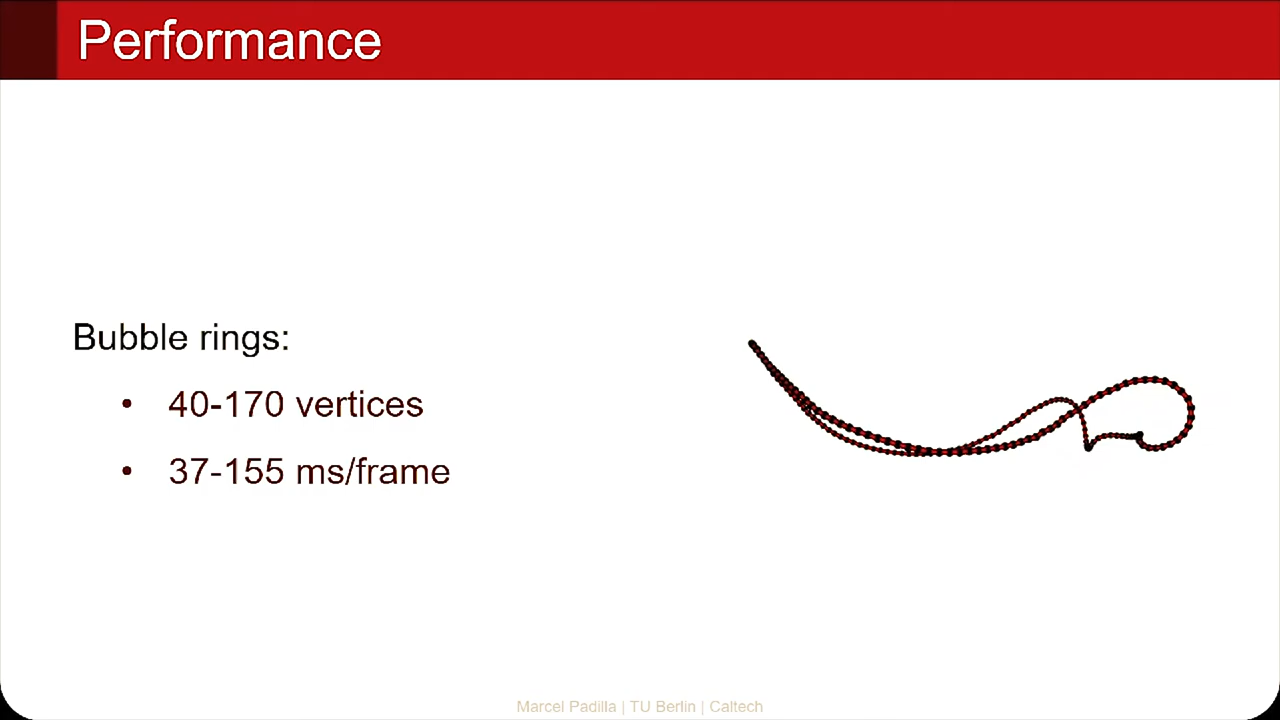 Performance
Bubble rings:
• 40-170 vertices
• 37-155 ms/frame
Marcel Padilla | TU Berlin | Caltech